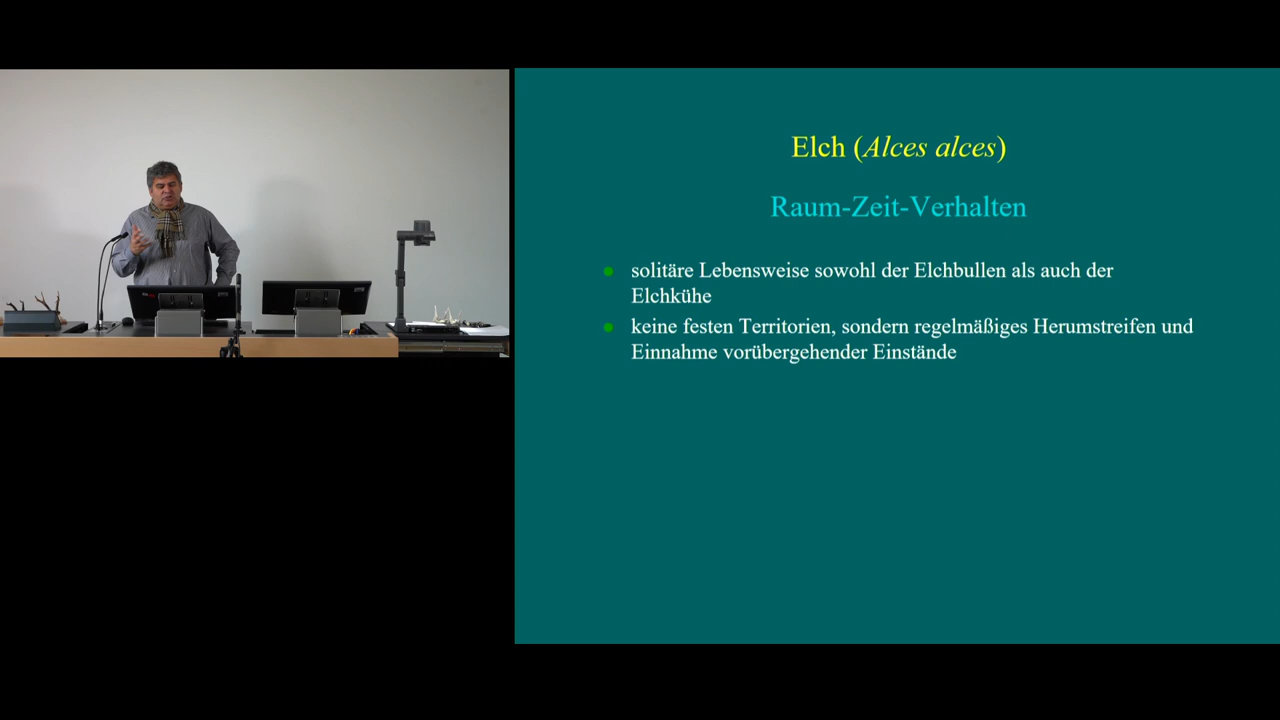 Elch (Alces alces)
Raum-Zeit-Verhalten
solitäre Lebensweise sowohl der Elchbullen als auch der
Elchkühe
keine festen Territorien, sondern regelmäßiges Herumstreifen und
Einnahme vorübergehender Einstände